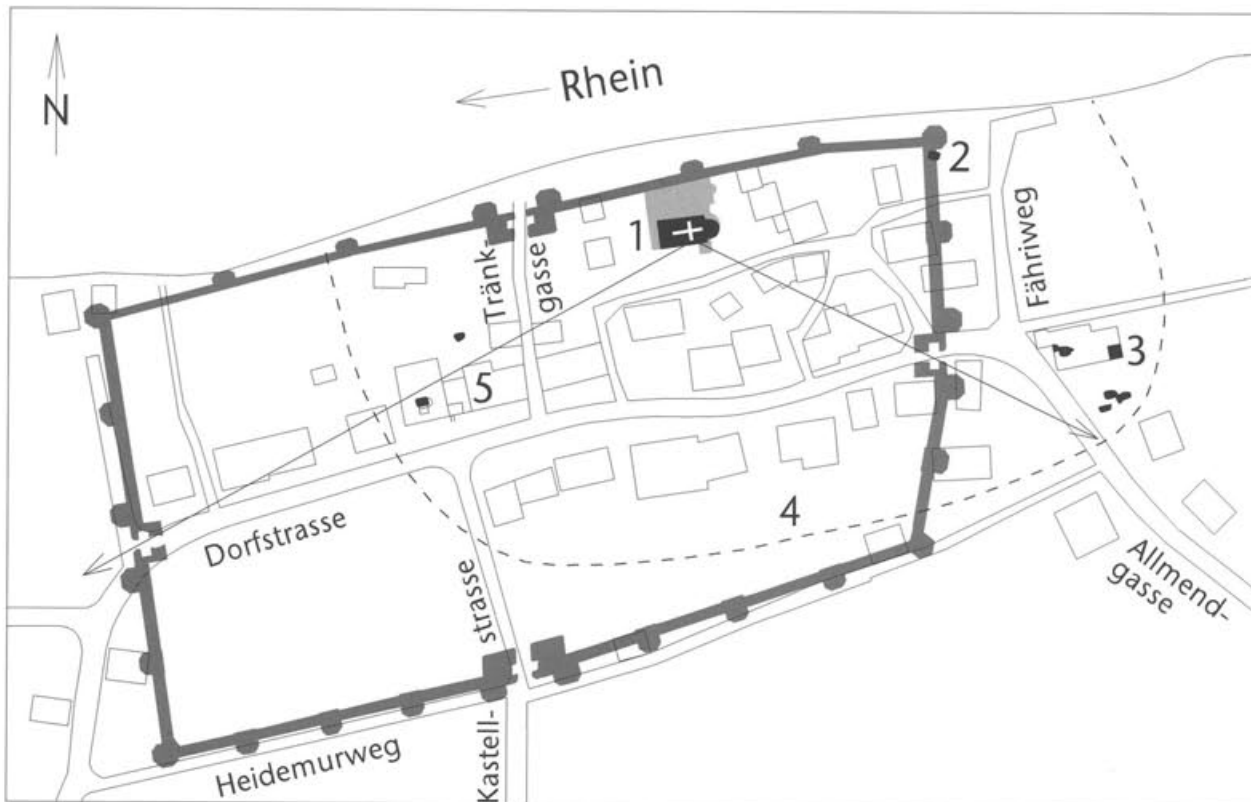 N
Rhein
2
1
Tränk-
gasse
Fähriweg
3
5
4
Dorfstrasse
Allmend-
gasse
Kastell-
strasse
Heidemurweg